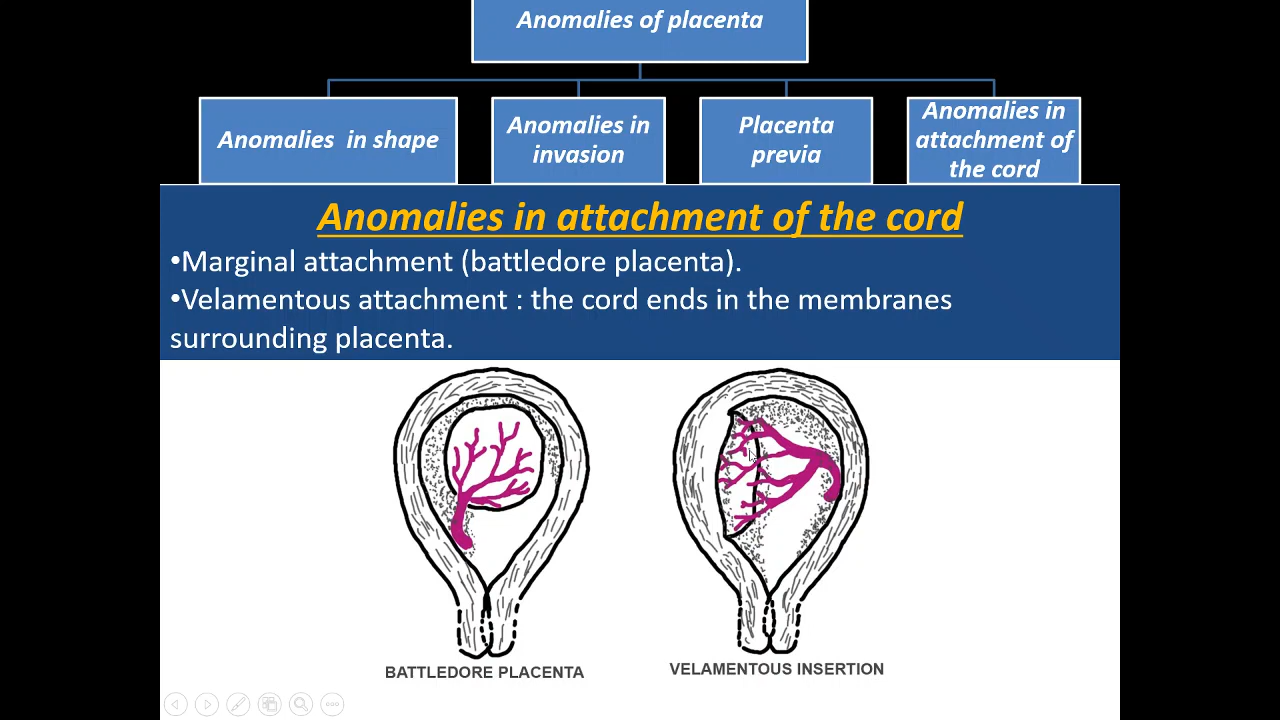 Anomalies of placenta
Anomalies  in shape
Anomalies in
invasion
Placenta
previa
Anomalies in
attachment of
the cord
Anomalies in attachment of the cord
•Marginal attachment (battledore placenta).
•Velamentous attachment : the cord ends in the membranes
surrounding placenta.
BATTLEDORE PLACENTA
VELAMENTOUS INSERTION